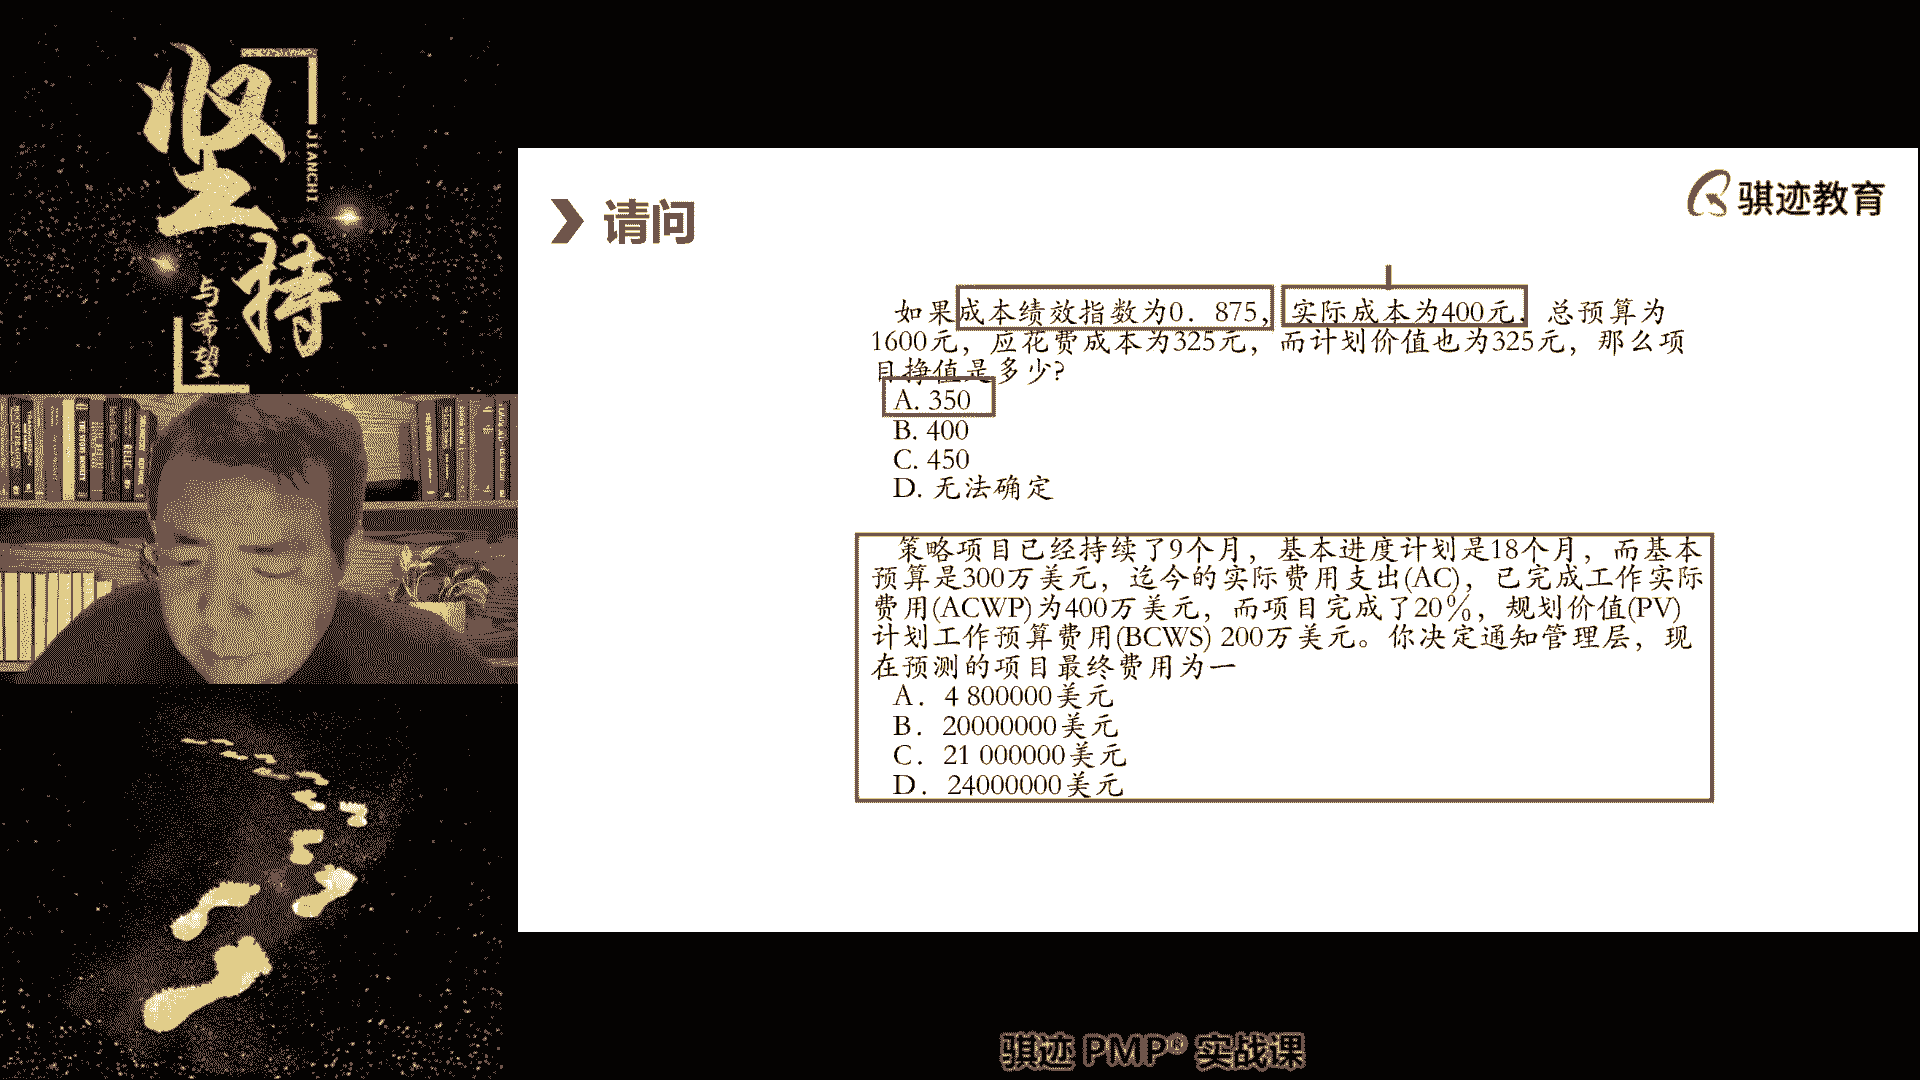 坚持
JIANCHI
与希望
请问
骐迹教育
如果成本绩效指数为0．875，实际成本为400元．总预算为
1600元，应花费成本为325元，而计划价值也为325元，那么项
目挣值是多少？
A. 350
B. 400
C. 450
D. 无法确定
策略项目已经持续了9个月，基本进度计划是18个月，而基本
预算是300万美元，迄今的实际费用支出(AC)，已完成工作实际
费用(ACWP)为400万美元，而项目完成了20％，规划价值(PV)
计划工作预算费用(BCWS) 200万美元。你决定通知管理层，现
在预测的项目最终费用为一
A．4 800000美元
B．20000000美元
C．21 000000美元
D．24000000美元
骐迹 PMP® 实战课